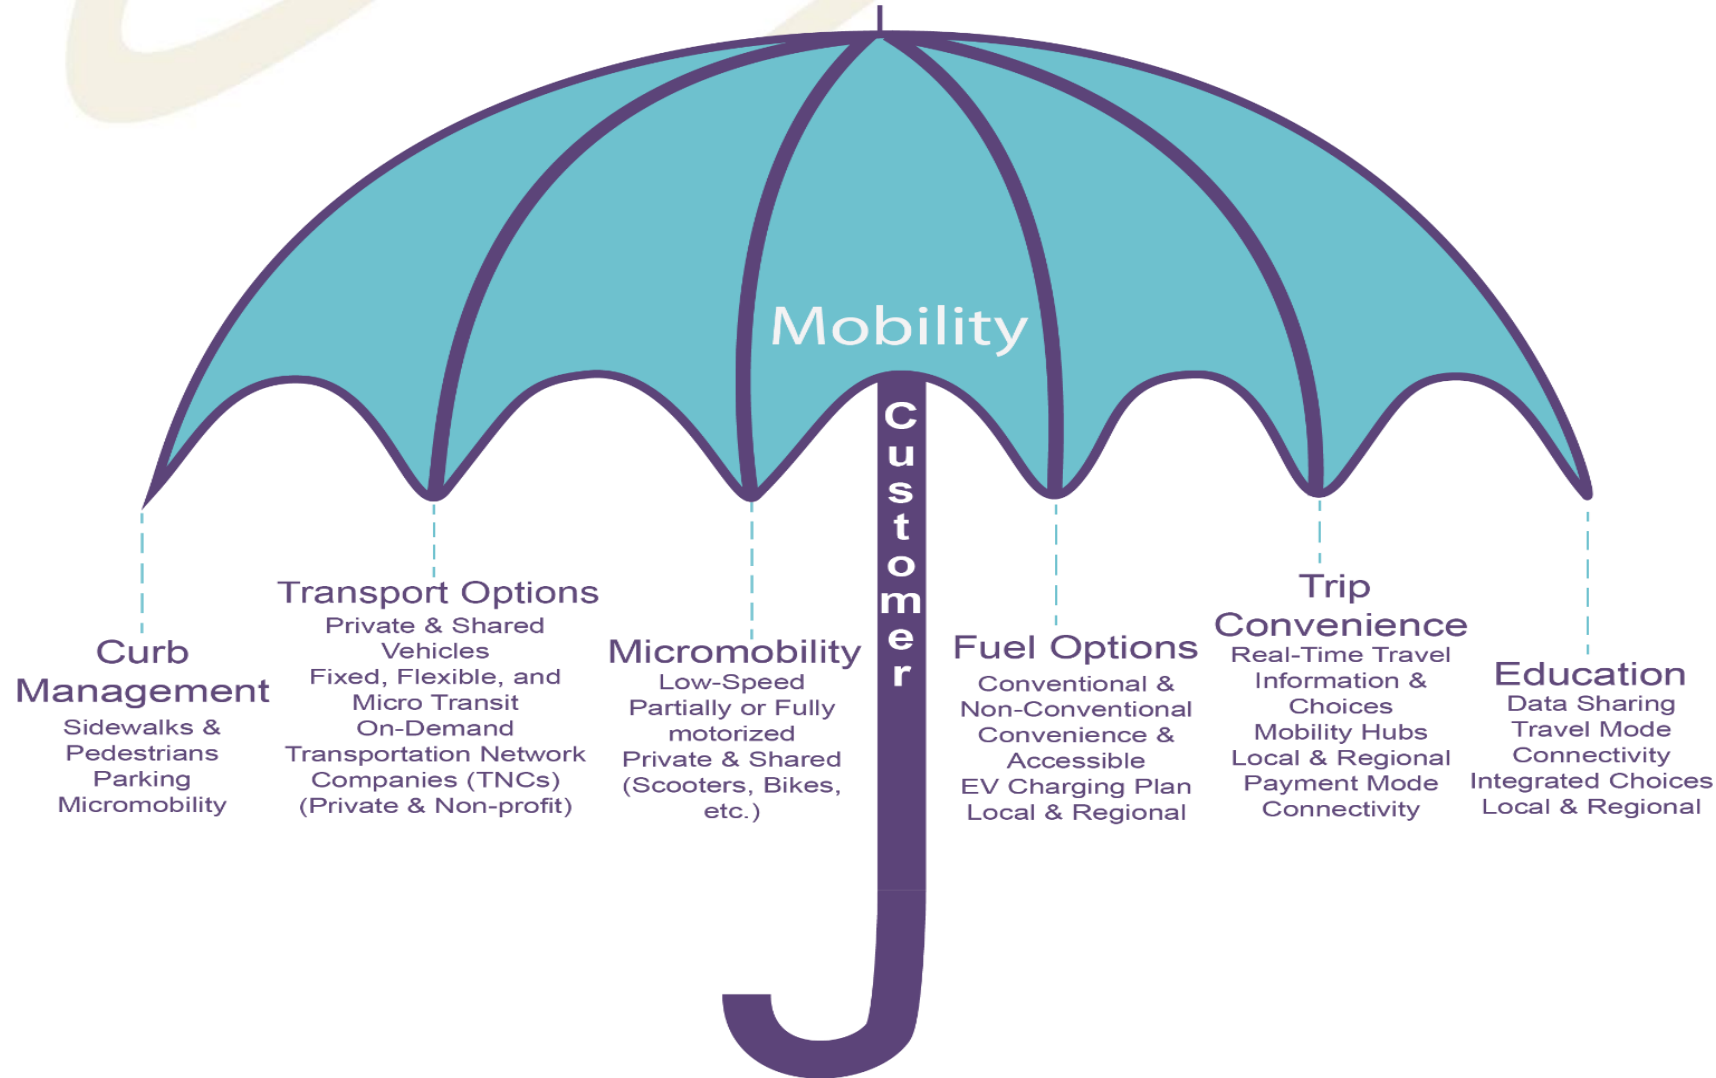 Mobility
Customer
Curb
Management
Sidewalks &
Pedestrians
Parking
Micromobility
Transport Options
Private & Shared
Vehicles
Fixed, Flexible, and
Micro Transit
On-Demand
Transportation Network
Companies (TNCs)
(Private & Non-profit)
Micromobility
Low-Speed
Partially or Fully
motorized
Private & Shared
(Scooters, Bikes,
etc.)
Fuel Options
Conventional &
Non-Conventional
Convenience &
Accessible
EV Charging Plan
Local & Regional
Trip
Convenience
Real-Time Travel
Information &
Choices
Mobility Hubs
Local & Regional
Payment Mode
Connectivity
Education
Data Sharing
Travel Mode
Connectivity
Integrated Choices
Local & Regional